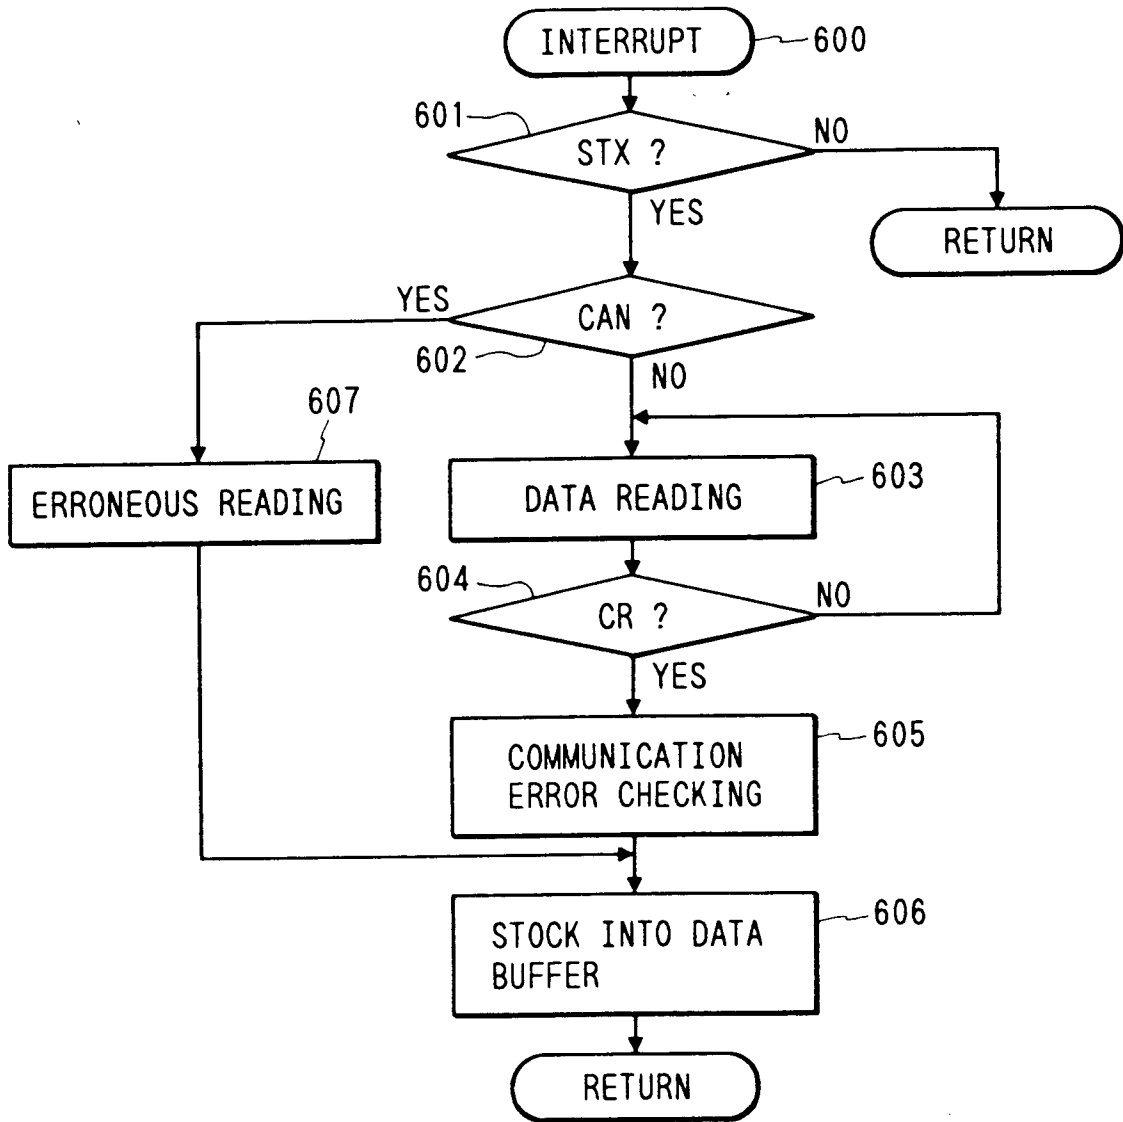 INTERRUPT
600
601
STX ?
NO
YES
RETURN
YES
CAN ?
602
NO
607
ERRONEOUS READING
DATA READING
603
604
CR ?
NO
YES
COMMUNICATION
ERROR CHECKING
605
STOCK INTO DATA
BUFFER
606
RETURN